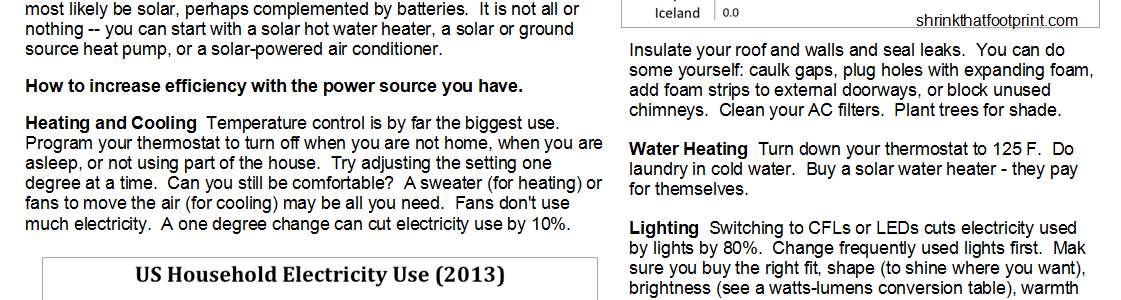 most likely be solar, perhaps complemented by batteries.  It is not all or
nothing -- you can start with a solar hot water heater, a solar or ground
source heat pump, or a solar-powered air conditioner.
How to increase efficiency with the power source you have.
Heating and Cooling  Temperature control is by far the biggest use.
Program your thermostat to turn off when you are not home, when you are
asleep, or not using part of the house.  Try adjusting the setting one
degree at a time.  Can you still be comfortable?  A sweater (for heating) or
fans to move the air (for cooling) may be all you need.  Fans don't use
much electricity.  A one degree change can cut electricity use by 10%.
US Household Electricity Use (2013)
Iceland 0.0
shrinkthatfootprint.com
Insulate your roof and walls and seal leaks.  You can do
some yourself: caulk gaps, plug holes with expanding foam,
add foam strips to external doorways, or block unused
chimneys.  Clean your AC filters.  Plant trees for shade.
Water Heating  Turn down your thermostat to 125 F.  Do
laundry in cold water.  Buy a solar water heater - they pay
for themselves.
Lighting  Switching to CFLs or LEDs cuts electricity used
by lights by 80%.  Change frequently used lights first.  Mak
sure you buy the right fit, shape (to shine where you want),
brightness (see a watts-lumens conversion table), warmth